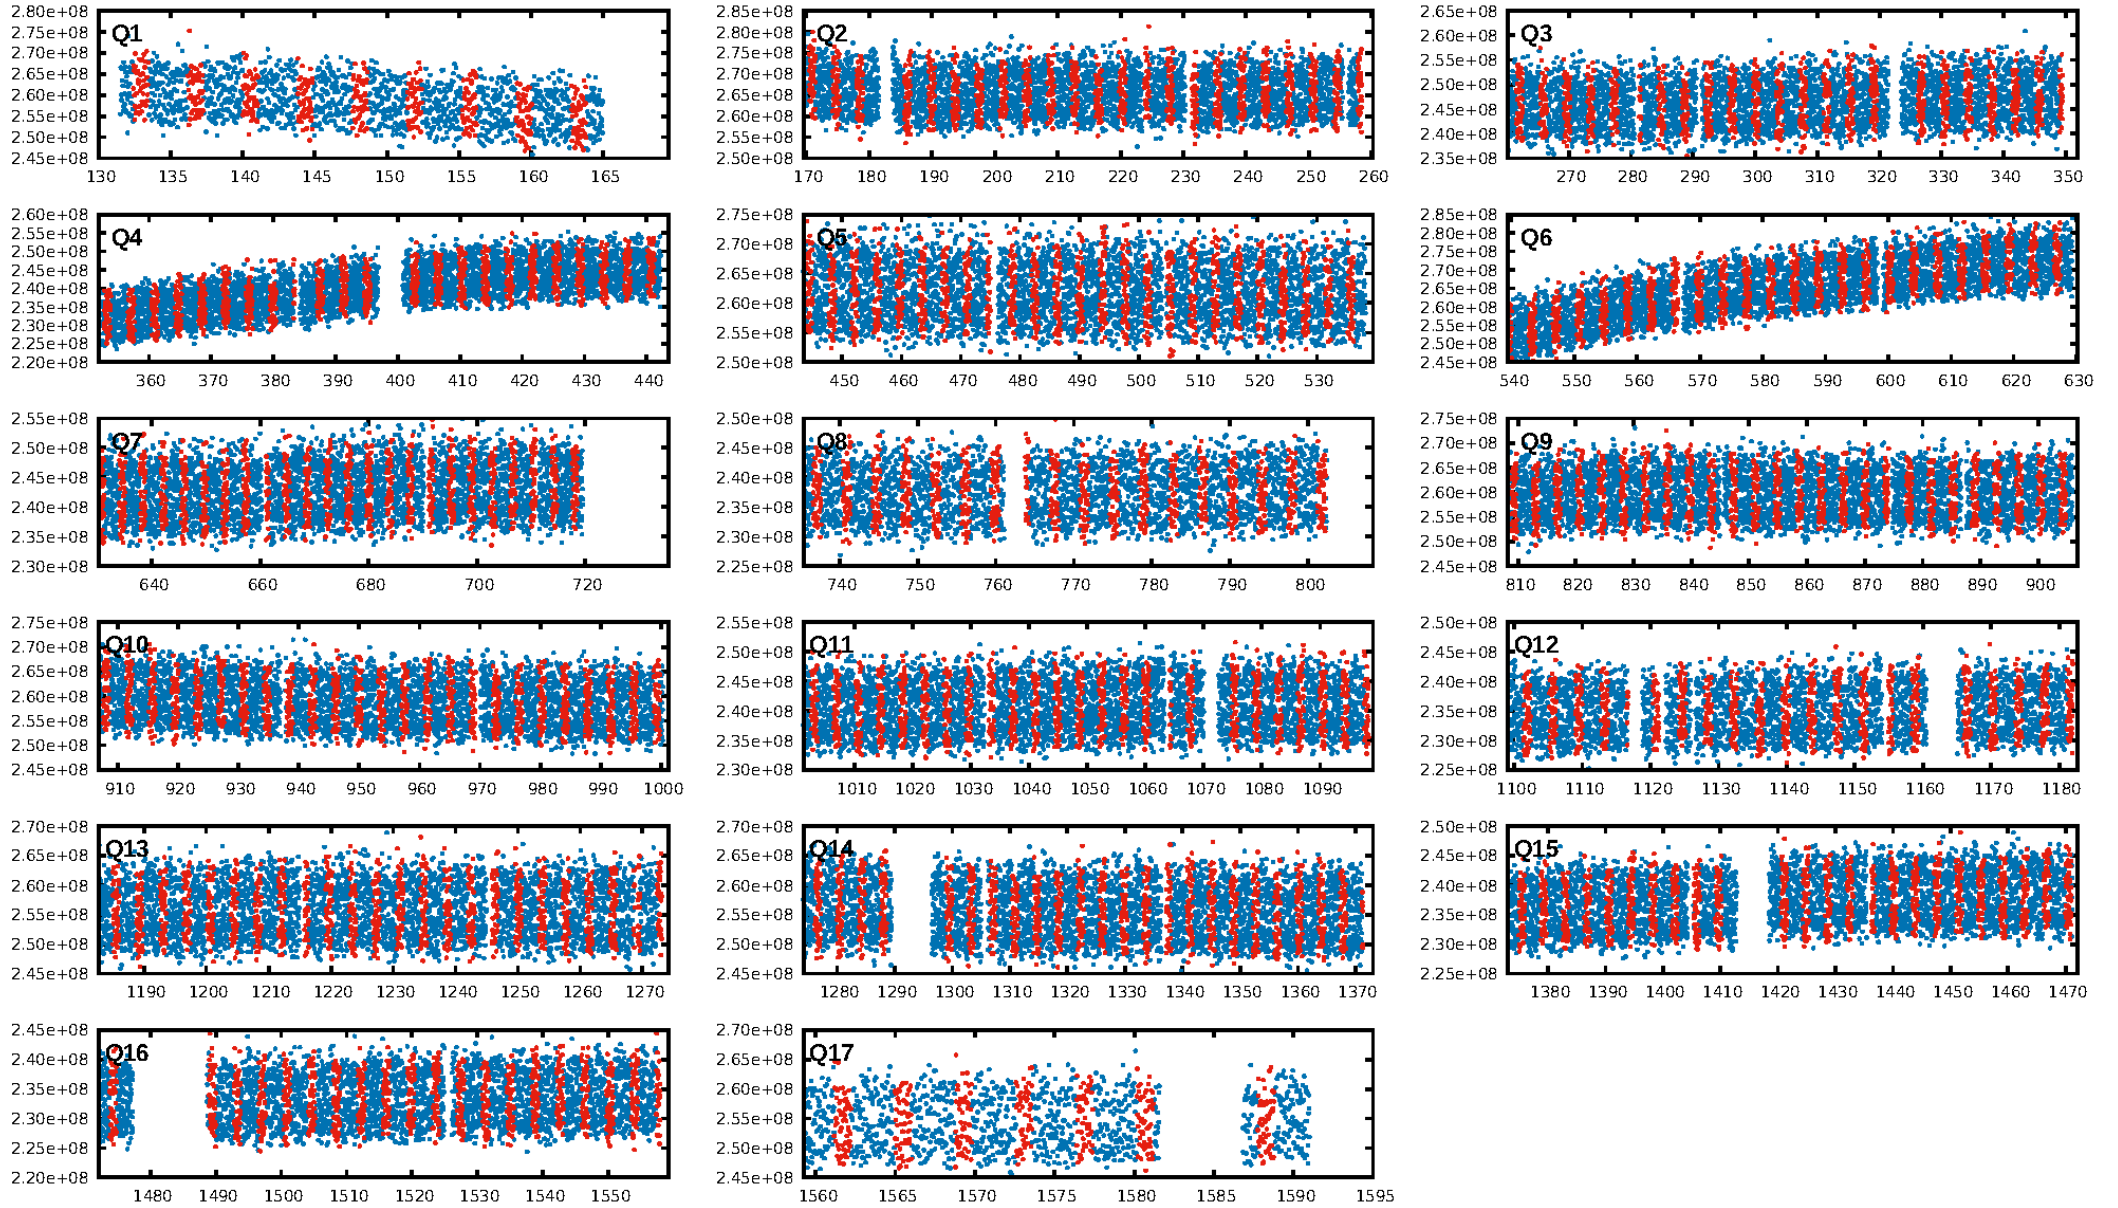 2.80e+08 2.75e+08 2.70e+08 2.65e+08 2.60e+08 2.55e+08 2.50e+08 2.45e+08
Q1
130 135 140 145 150 155 160 165
2.85e+08 2.80e+08 2.75e+08 2.70e+08 2.65e+08 2.60e+08 2.55e+08 2.50e+08
Q2
170 180 190 200 210 220 230 240 250 260
2.65e+08 2.60e+08 2.55e+08 2.50e+08 2.45e+08 2.40e+08 2.35e+08
Q3
270 280 290 300 310 320 330 340 350
2.60e+08 2.55e+08 2.50e+08 2.45e+08 2.40e+08 2.35e+08 2.30e+08 2.25e+08 2.20e+08
Q4
360 370 380 390 400 410 420 430 440
2.75e+08 2.70e+08 2.65e+08 2.60e+08 2.55e+08 2.50e+08
Q5
450 460 470 480 490 500 510 520 530
2.85e+08 2.80e+08 2.75e+08 2.70e+08 2.65e+08 2.60e+08 2.55e+08 2.50e+08 2.45e+08
Q6
540 550 560 570 580 590 600 610 620 630
2.55e+08 2.50e+08 2.45e+08 2.40e+08 2.35e+08 2.30e+08
Q7
640 660 680 700 720
2.50e+08 2.45e+08 2.40e+08 2.35e+08 2.30e+08 2.25e+08
Q8
740 750 760 770 780 790 800
2.75e+08 2.70e+08 2.65e+08 2.60e+08 2.55e+08 2.50e+08 2.45e+08
Q9
810 820 830 840 850 860 870 880 890 900
2.75e+08 2.70e+08 2.65e+08 2.60e+08 2.55e+08 2.50e+08 2.45e+08
Q10
910 920 930 940 950 960 970 980 990 1000
2.55e+08 2.50e+08 2.45e+08 2.40e+08 2.35e+08 2.30e+08
Q11
1010 1020 1030 1040 1050 1060 1070 1080 1090
2.50e+08 2.45e+08 2.40e+08 2.35e+08 2.30e+08 2.25e+08
Q12
1100 1110 1120 1130 1140 1150 1160 1170 1180
2.70e+08 2.65e+08 2.60e+08 2.55e+08 2.50e+08 2.45e+08
Q13
1190 1200 1210 1220 1230 1240 1250 1260 1270
2.70e+08 2.65e+08 2.60e+08 2.55e+08 2.50e+08 2.45e+08
Q14
1280 1290 1300 1310 1320 1330 1340 1350 1360 1370
2.50e+08 2.45e+08 2.40e+08 2.35e+08 2.30e+08 2.25e+08
Q15
1380 1390 1400 1410 1420 1430 1440 1450 1460 1470
2.45e+08 2.40e+08 2.35e+08 2.30e+08 2.25e+08 2.20e+08
Q16
1480 1490 1500 1510 1520 1530 1540 1550
2.70e+08 2.65e+08 2.60e+08 2.55e+08 2.50e+08 2.45e+08
Q17
1560 1565 1570 1575 1580 1585 1590 1595